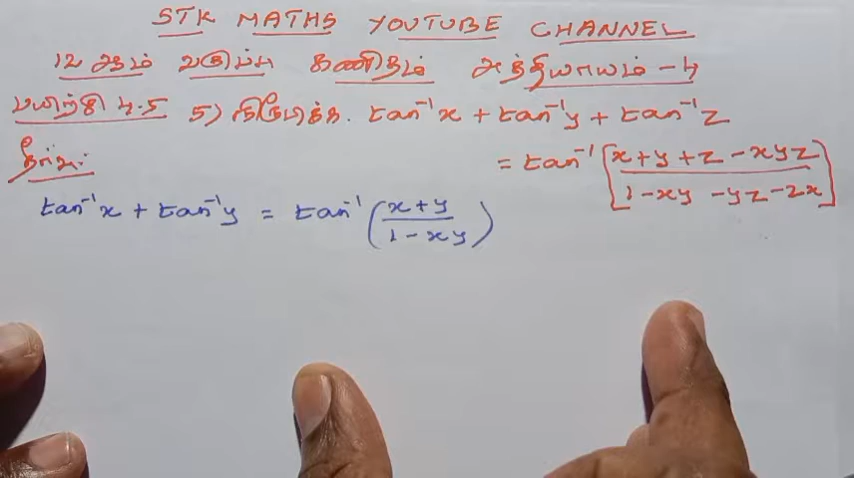 STK MATHS YOUTUBE CHANNEL
12 ஆம் வகுப்பு கணிதம் அத்தியாயம் - 4
பயிற்சி 4.5 5) நிரூபிக்க. tan⁻¹x + tan⁻¹y + tan⁻¹z
= tan⁻¹ [x+y+z-xyz / 1-xy-yz-zx]
தீர்வு:
tan⁻¹x + tan⁻¹y = tan⁻¹ (x+y / 1-xy)